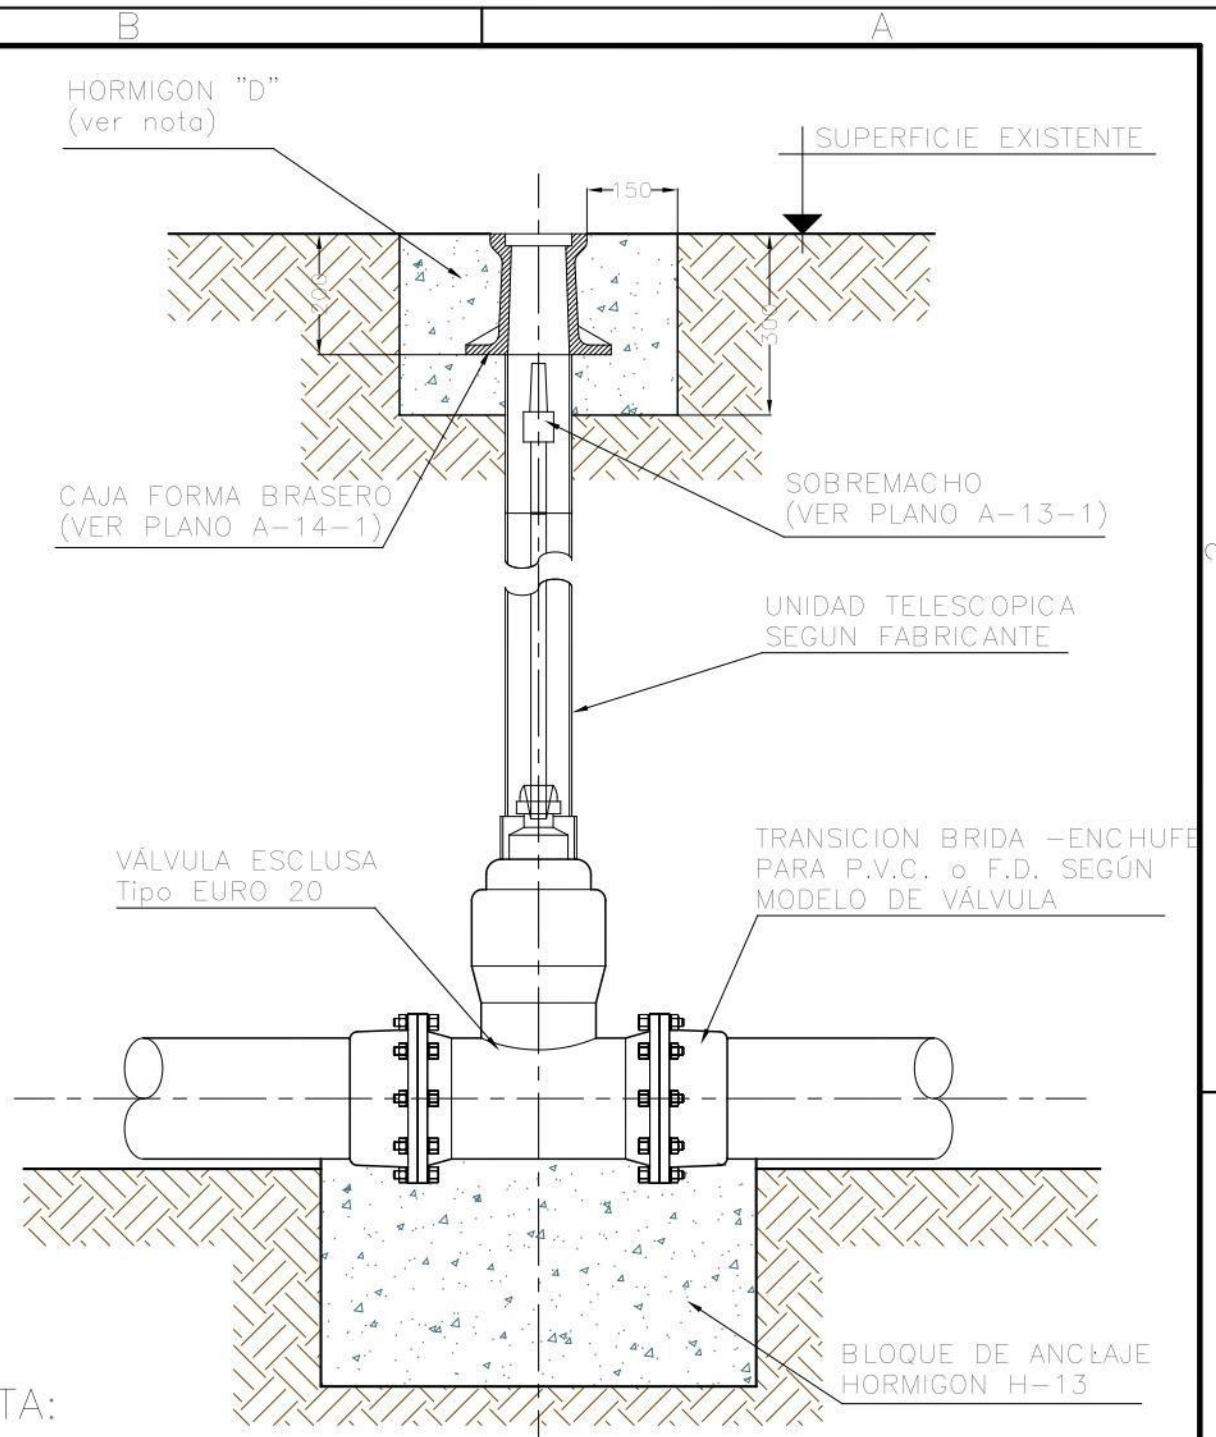 B
A
HORMIGON "D"
(ver nota)
SUPERFICIE EXISTENTE
150
200
300
CAJA FORMA BRASERO
(VER PLANO A-14-1)
SOBREMACHO
(VER PLANO A-13-1)
UNIDAD TELESCOPICA
SEGUN FABRICANTE
VÁLVULA ESCLUSA
Tipo EURO 20
TRANSICION BRIDA -ENCHUFE
PARA P.V.C. o F.D. SEGÚN
MODELO DE VÁLVULA
BLOQUE DE ANCLAJE
HORMIGON H-13
TA: